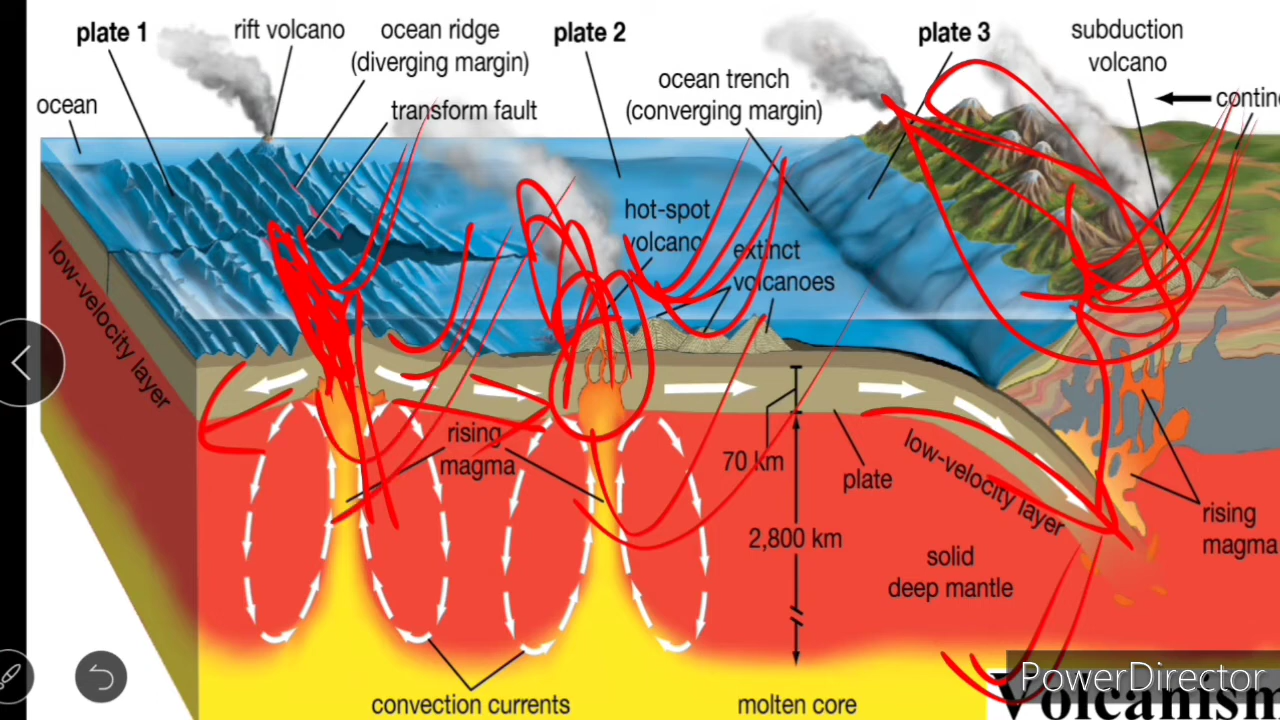 plate 1
rift volcano
ocean ridge
(diverging margin)
plate 2
plate 3
subduction
volcano
ocean
transform fault
ocean trench
(converging margin)
hot-spot
volcano
extinct
volcanoes
low-velocity layer
rising
magma
70 km
plate
low-velocity layer
2,800 km
solid
deep mantle
rising
magma
convection currents
molten core
PowerDirector